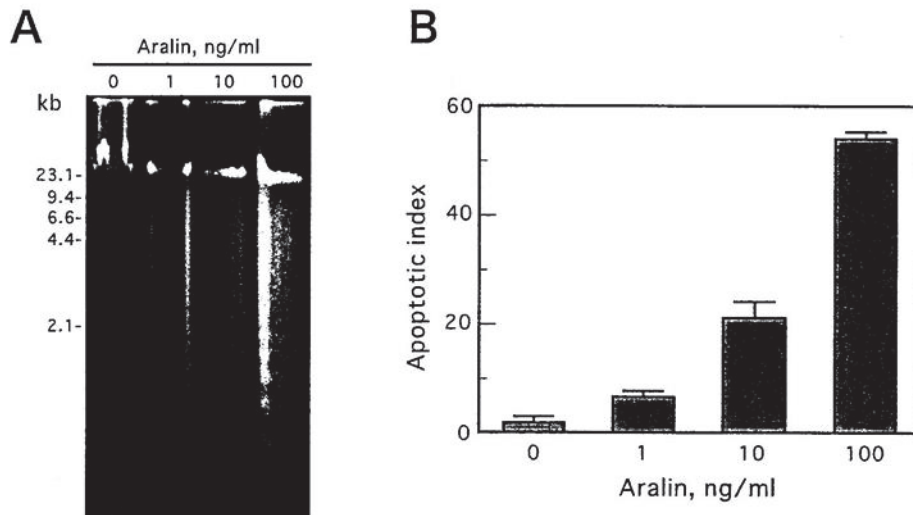 A
Aralin, ng/ml
0 1 10 100
kb
23.1-
9.4-
6.6-
4.4-
2.1-
B
60
40
20
0
Apoptotic index
0 1 10 100
Aralin, ng/ml